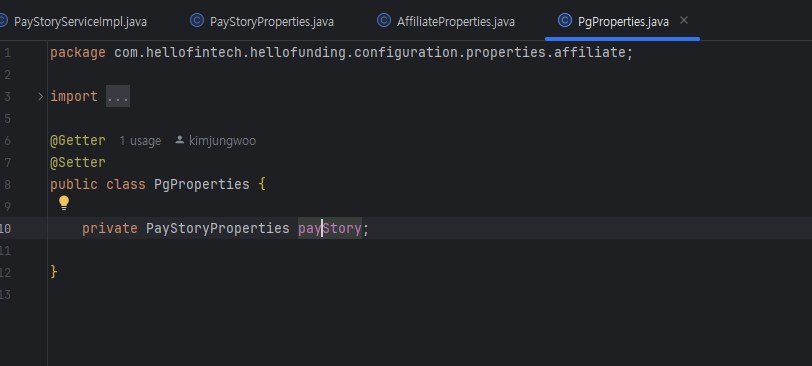 PayStoryServiceImpl.java PayStoryProperties.java AffiliateProperties.java PgProperties.java
1 package com.hellofintech.hellofunding.configuration.properties.affiliate;
2
3 import ...
5
6 @Getter 1 usage kimjungwoo
7 @Setter
8 public class PgProperties {
9
10 private PayStoryProperties payStory;
11
12 }
13